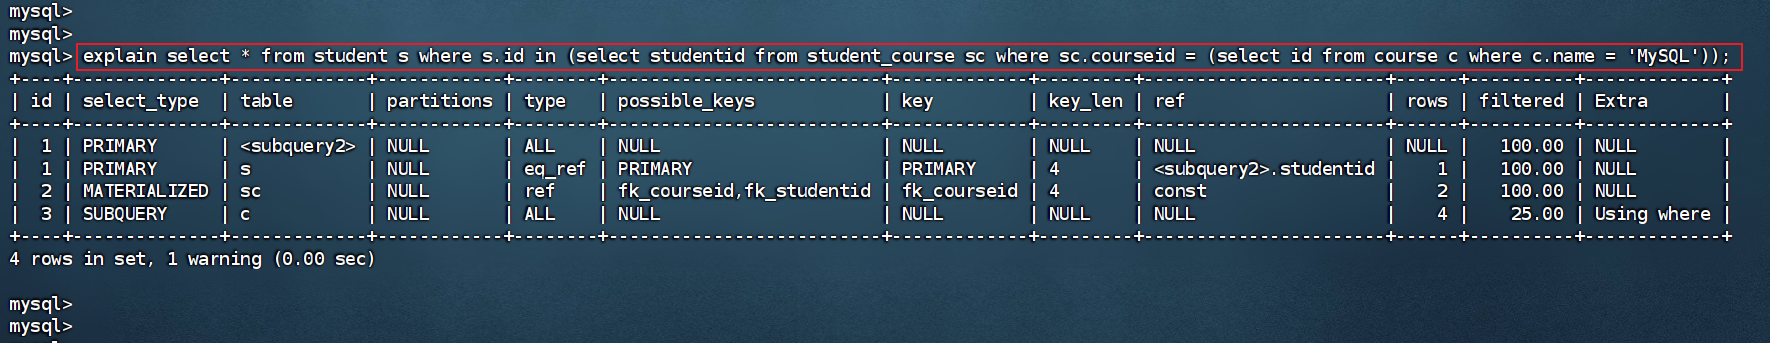 mysql>
mysql>
mysql> explain select * from student s where s.id in (select studentid from student_course sc where sc.courseid = (select id from course c where c.name = 'MySQL'));
+----+--------------+-------------+------------+--------+--------------------------+--------------+---------+-----------------------+------+----------+-------------+
| id | select_type | table | partitions | type | possible_keys | key | key_len | ref | rows | filtered | Extra |
+----+--------------+-------------+------------+--------+--------------------------+--------------+---------+-----------------------+------+----------+-------------+
| 1 | PRIMARY | <subquery2> | NULL | ALL | NULL | NULL | NULL | NULL | NULL | 100.00 | NULL |
| 1 | PRIMARY | s | NULL | eq_ref | PRIMARY | PRIMARY | 4 | <subquery2>.studentid | 1 | 100.00 | NULL |
| 2 | MATERIALIZED | sc | NULL | ref | fk_courseid,fk_studentid | fk_courseid | 4 | const | 2 | 100.00 | NULL |
| 3 | SUBQUERY | c | NULL | ALL | NULL | NULL | NULL | NULL | 4 | 25.00 | Using where |
+----+--------------+-------------+------------+--------+--------------------------+--------------+---------+-----------------------+------+----------+-------------+
4 rows in set, 1 warning (0.00 sec)
mysql>
mysql>